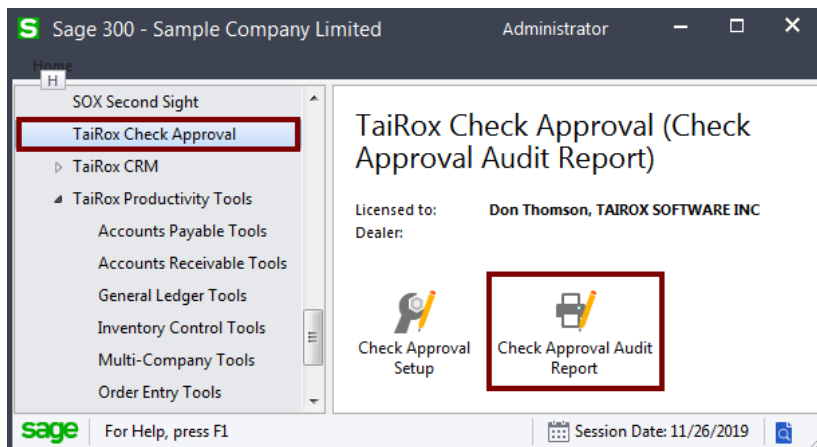 S Sage 300 - Sample Company Limited Administrator
Home
H
SOX Second Sight
TaiRox Check Approval
TaiRox CRM
TaiRox Productivity Tools
Accounts Payable Tools
Accounts Receivable Tools
General Ledger Tools
Inventory Control Tools
Multi-Company Tools
Order Entry Tools
TaiRox Check Approval (Check
Approval Audit Report)
Licensed to: Don Thomson, TAIROX SOFTWARE INC
Dealer:
Check Approval
Setup
Check Approval Audit
Report
sage For Help, press F1 Session Date: 11/26/2019